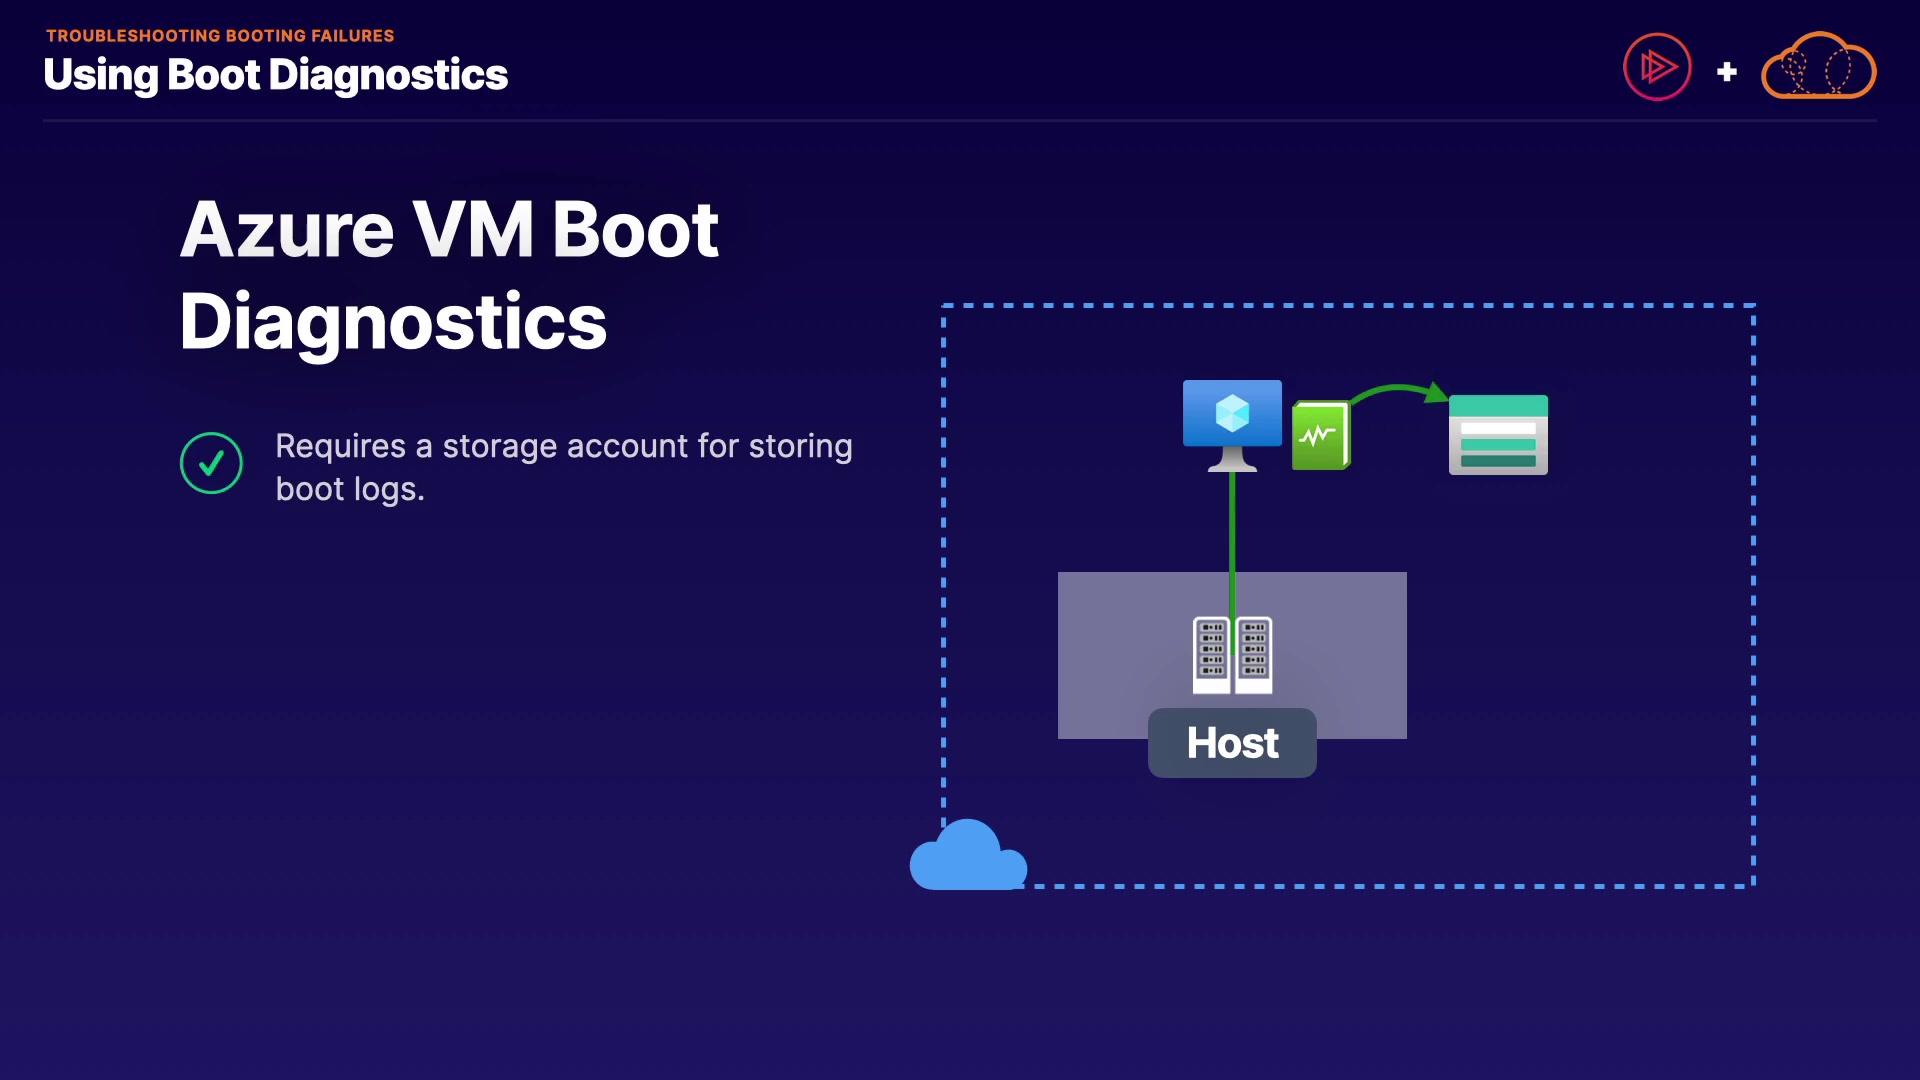 TROUBLESHOOTING BOOTING FAILURES
Using Boot Diagnostics
Azure VM Boot
Diagnostics
Requires a storage account for storing
boot logs.
Host